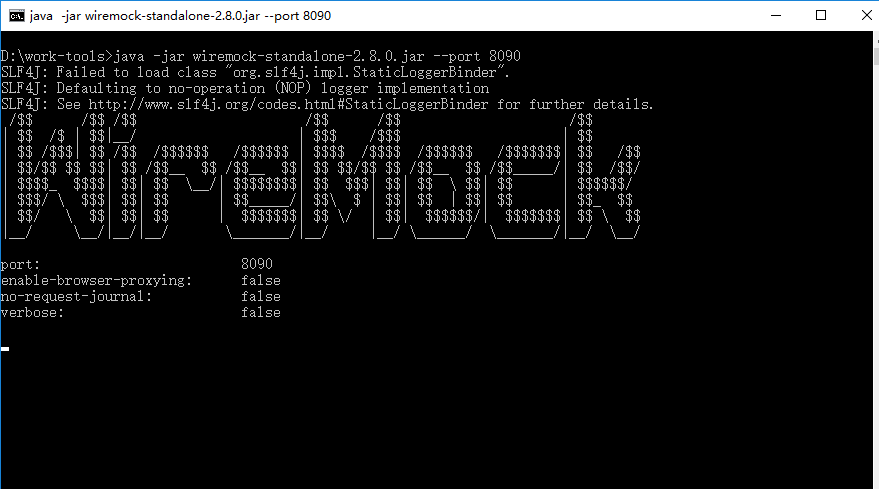 java -jar wiremock-standalone-2.8.0.jar --port 8090
D:\work-tools>java -jar wiremock-standalone-2.8.0.jar --port 8090
SLF4J: Failed to load class "org.slf4j.impl.StaticLoggerBinder".
SLF4J: Defaulting to no-operation (NOP) logger implementation
SLF4J: See http://www.slf4j.org/codes.html#StaticLoggerBinder for further details.
WireMock
port: 8090
enable-browser-proxying: false
no-request-journal: false
verbose: false